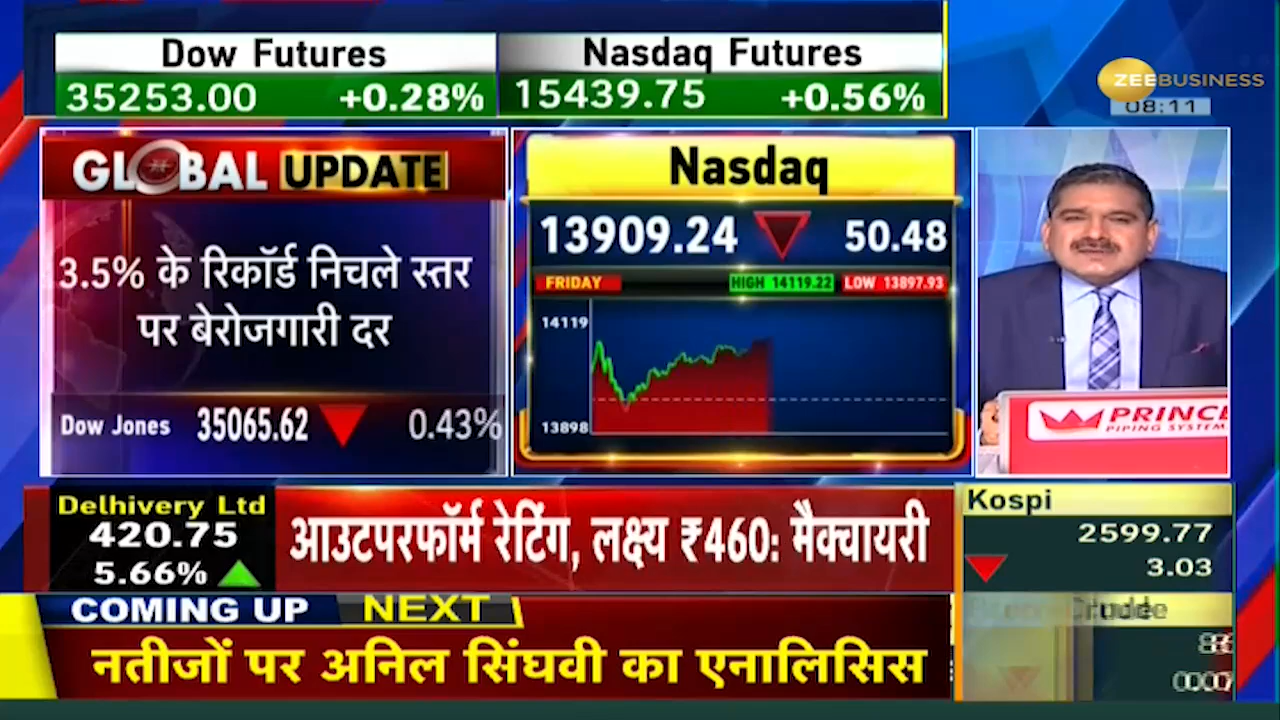 Dow Futures
35253.00 +0.28%
Nasdaq Futures
15439.75 +0.56%
ZEEBUSINESS
08:11
GLOBAL UPDATE
3.5% के रिकॉर्ड निचले स्तर
पर बेरोजगारी दर
Dow Jones 35065.62 0.43%
Nasdaq
13909.24 50.48
FRIDAY HIGH 14119.22 LOW 13897.93
14119
13898
PRINCE
PIPING SYSTEM
Delhivery Ltd
420.75
5.66%
आउटपरफॉर्म रेटिंग, लक्ष्य ₹460: मैक्वायरी
Kospi
2599.77
3.03
COMING UP NEXT
नतीजों पर अनिल सिंघवी का एनालिसिस